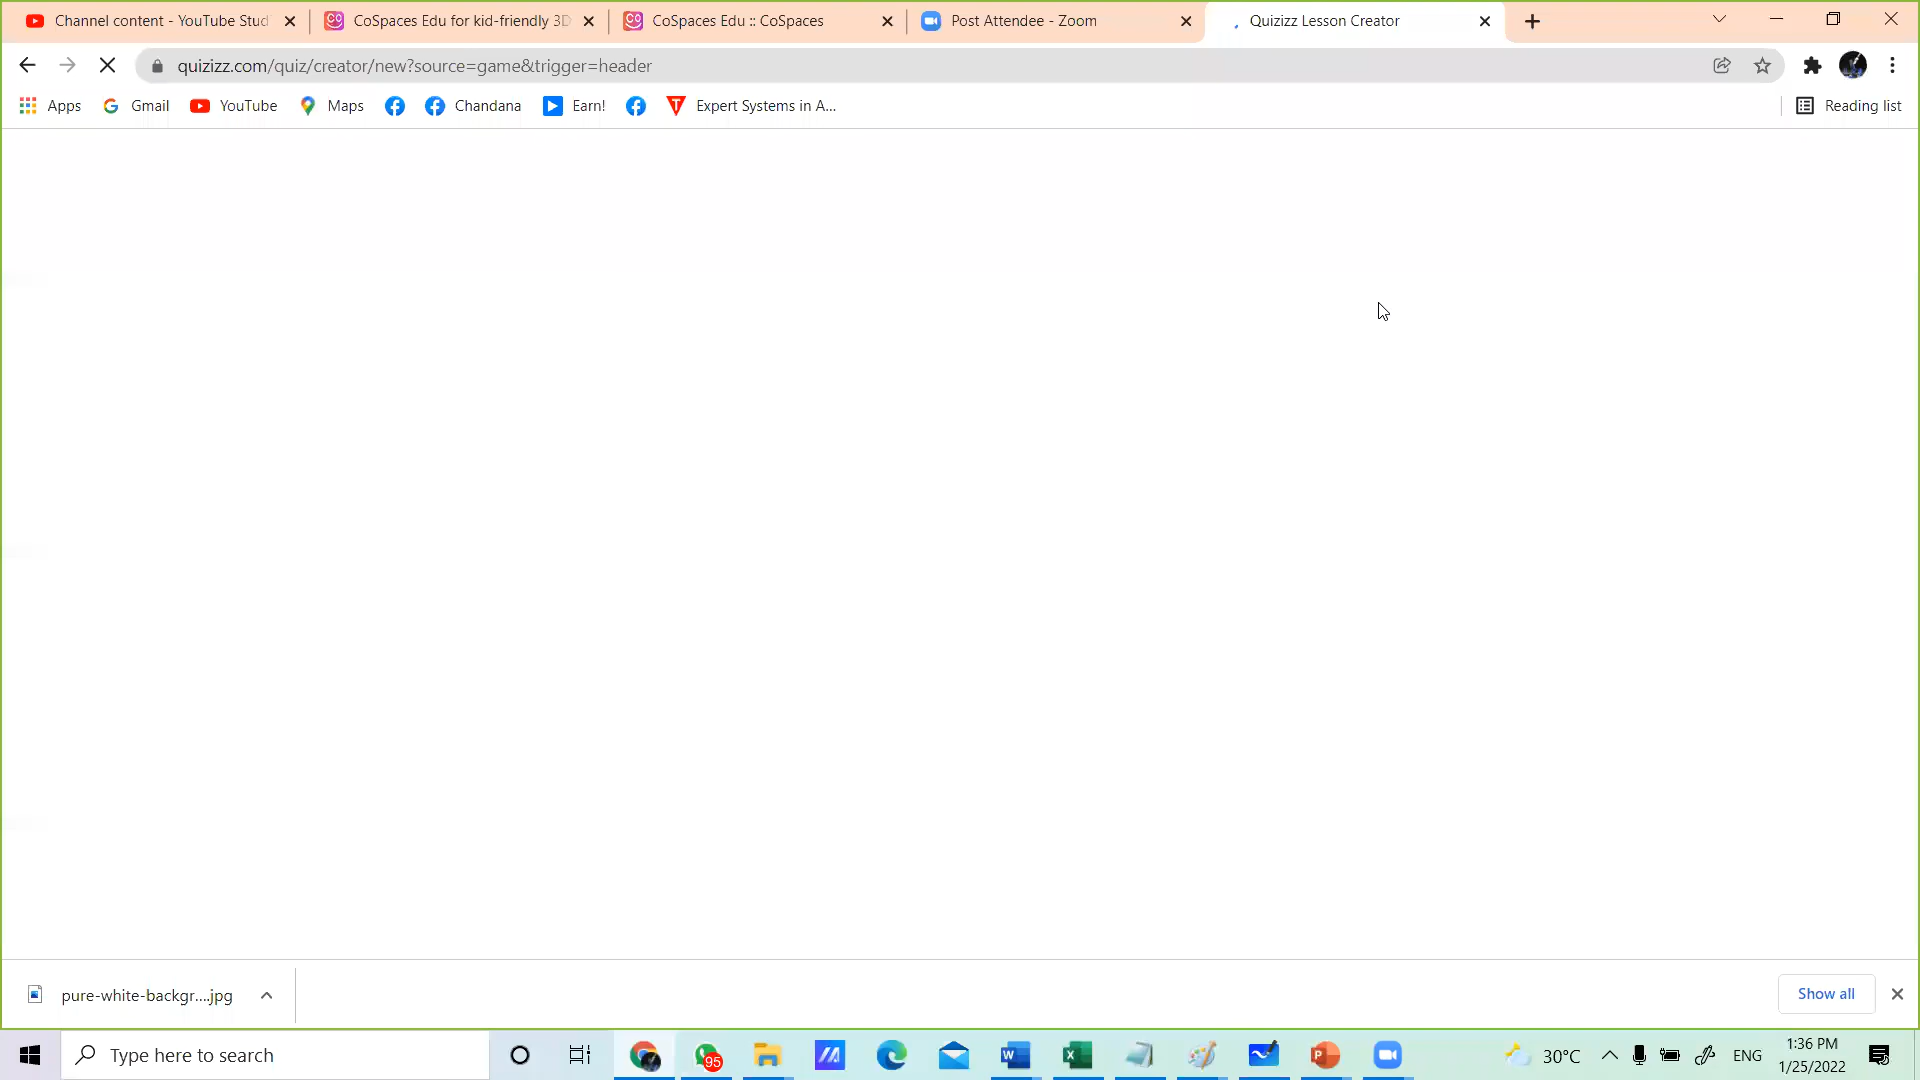 Channel content - YouTube Stud
CoSpaces Edu for kid-friendly 3D
CoSpaces Edu :: CoSpaces
Post Attendee - Zoom
Quizizz Lesson Creator
quizizz.com/quiz/creator/new?source=game&trigger=header
Apps
Gmail
YouTube
Maps
Chandana
Earn!
Expert Systems in A...
Reading list
pure-white-backgr....jpg
Show all
Type here to search
95
30°C
ENG
1:36 PM
1/25/2022